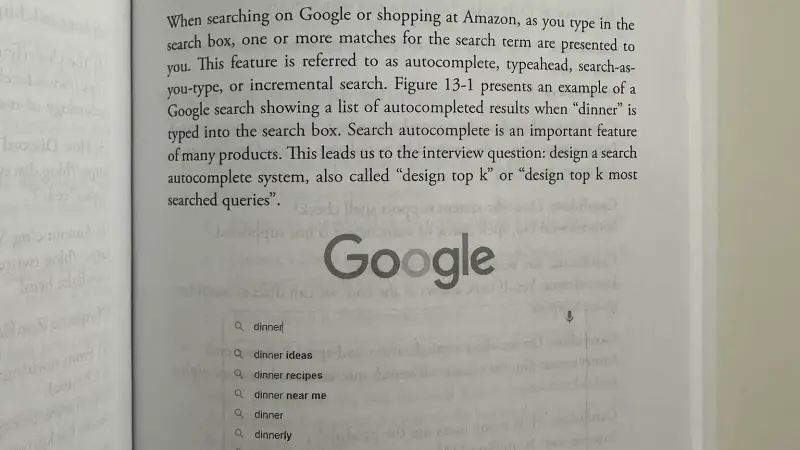 When searching on Google or shopping at Amazon, as you type in the
search box, one or more matches for the search term are presented to
you. This feature is referred to as autocomplete, typeahead, search-as-
you-type, or incremental search. Figure 13-1 presents an example of a
Google search showing a list of autocompleted results when “dinner” is
typed into the search box. Search autocomplete is an important feature
of many products. This leads us to the interview question: design a search
autocomplete system, also called “design top k” or “design top k most
searched queries”.
Google
dinner
dinner ideas
dinner recipes
dinner near me
dinner
dinnerly